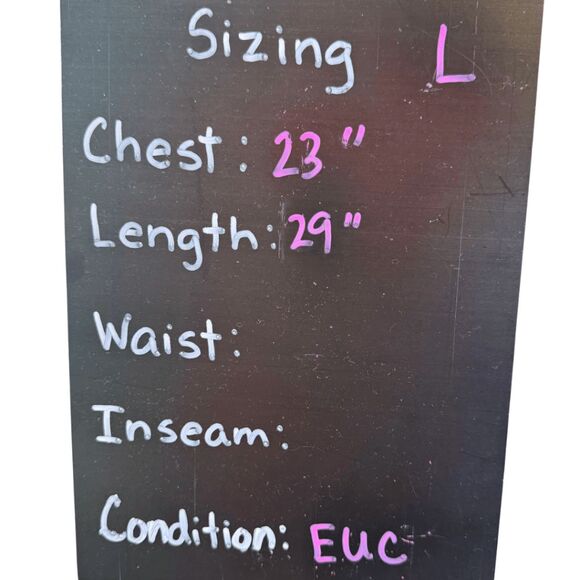 Sizing L
Chest: 23"
Length: 29"
Waist:
Inseam:
Condition: EUC